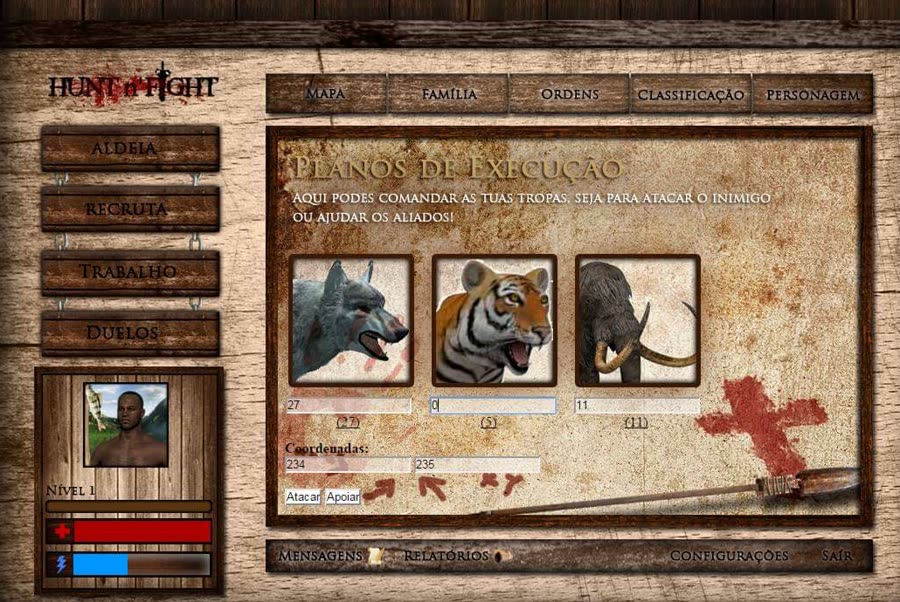 HUNT n' FIGHT
MAPA
FAMÍLIA
ORDENS
CLASSIFICAÇÃO
PERSONAGEM
ALDEIA
RECRUTA
TRABALHO
DUELOS
NÍVEL 1
PLANOS DE EXECUÇÃO
AQUI PODES COMANDAR AS TUAS TROPAS, SEJA PARA ATACAR O INIMIGO
OU AJUDAR OS ALIADOS!
27
0
11
(27)
(5)
(11)
Coordenadas:
234
235
Atacar
Apoiar
MENSAGENS
RELATÓRIOS
CONFIGURAÇÕES
SAÍR